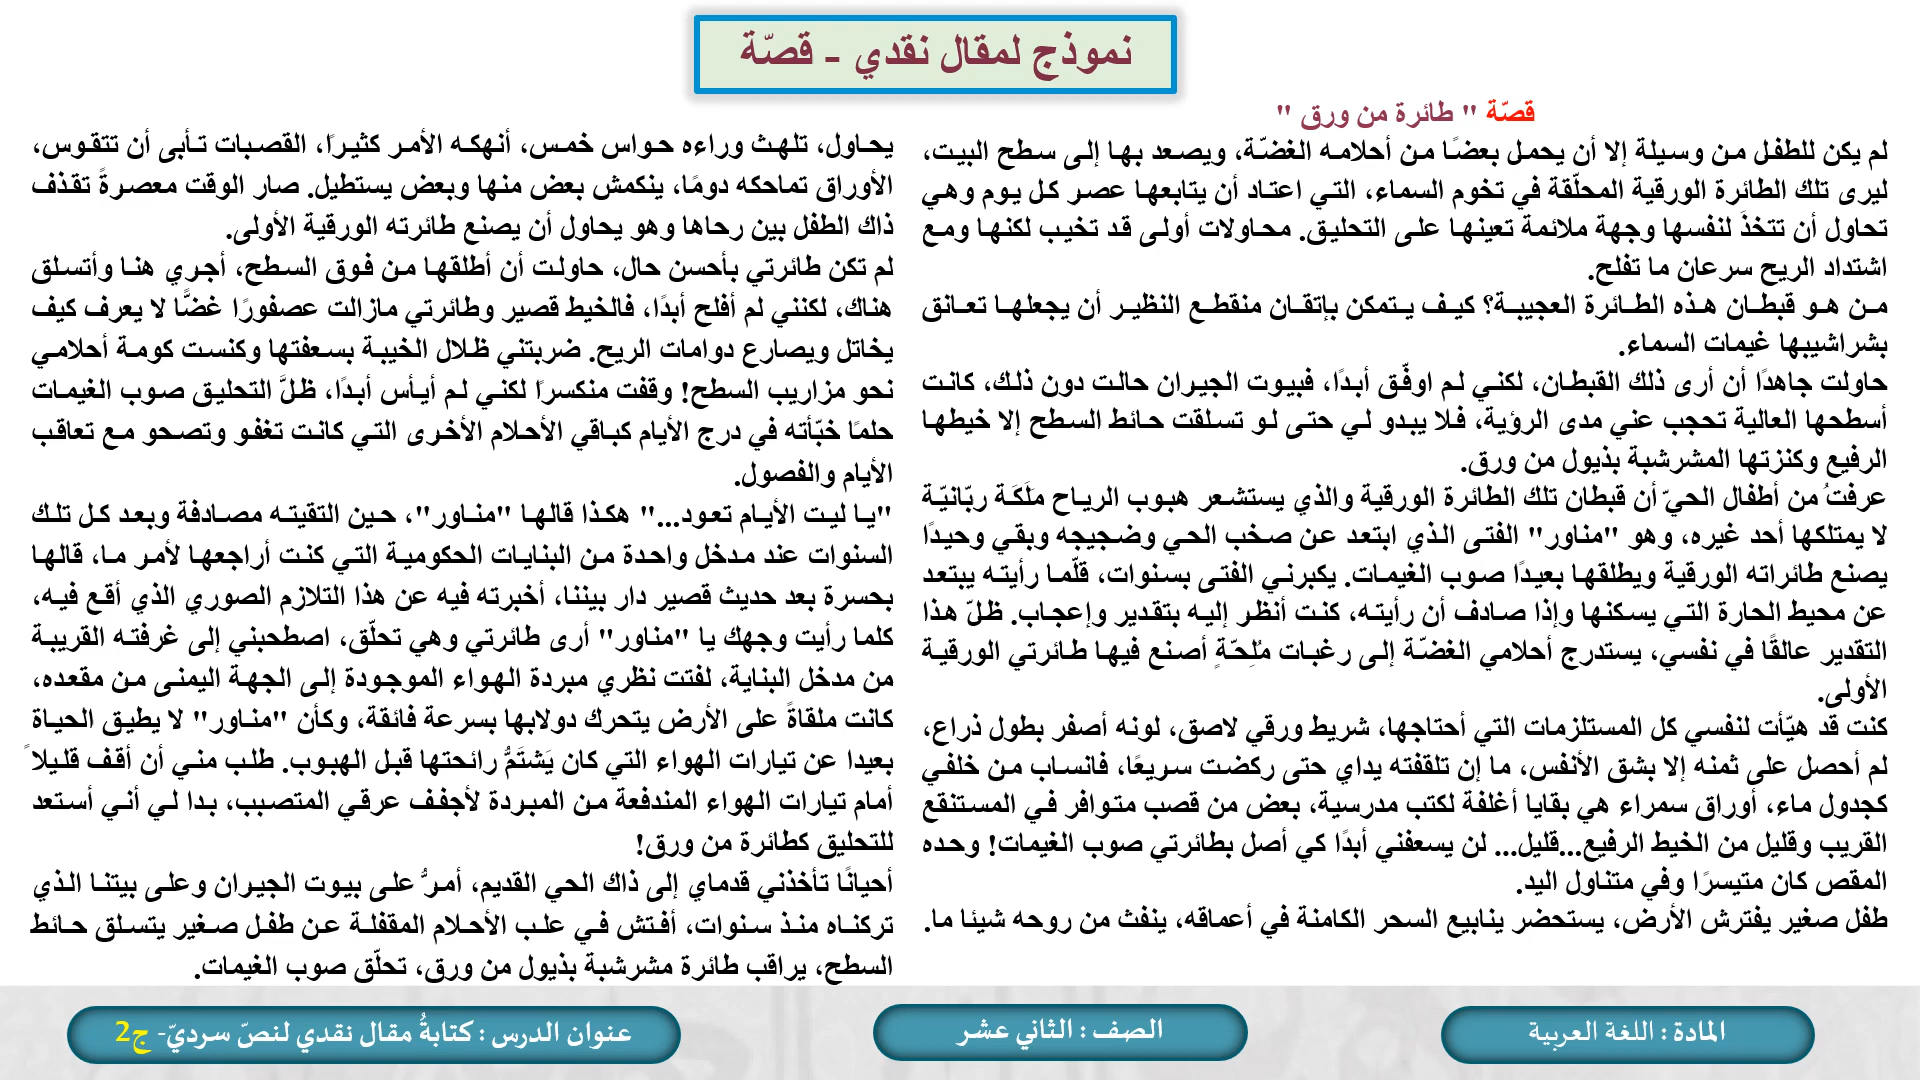 نموذج لمقال نقدي - قصّة
قصّة " طائرة من ورق "
لم يكن للطفل من وسيلة إلا أن يحمل بعضًا من أحلامه الغضّة، ويصعد بها إلى سطح البيت،
ليرى تلك الطائرة الورقية المحلّقة في تخوم السماء، التي اعتاد أن يتابعها عصر كل يوم وهي
تحاول أن تتخذَ لنفسها وجهة ملائمة تعينها على التحليق. محاولات أولى قد تخيب لكنها ومع
اشتداد الريح سرعان ما تفلح.
من هو قبطان هذه الطائرة العجيبة؟ كيف يتمكن بإتقان منقطع النظير أن يجعلها تعانق
بشراشيبها غيمات السماء.
حاولت جاهدًا أن أرى ذلك القبطان، لكني لم اوفّق أبدًا، فبيوت الجيران حالت دون ذلك، كانت
أسطحها العالية تحجب عني مدى الرؤية، فلا يبدو لي حتى لو تسلقت حائط السطح إلا خيطها
الرفيع وكنزتها المشرشبة بذيول من ورق.
عرفتُ من أطفال الحيّ أن قبطان تلك الطائرة الورقية والذي يستشعر هبوب الرياح مَلَكَة ربّانيّة
لا يمتلكها أحد غيره، وهو "مناور" الفتى الذي ابتعد عن صخب الحي وضجيجه وبقي وحيدًا
يصنع طائراته الورقية ويطلقها بعيدًا صوب الغيمات. يكبرني الفتى بسنوات، قلّما رأيته يبتعد
عن محيط الحارة التي يسكنها وإذا صادف أن رأيته، كنت أنظر إليه بتقدير وإعجاب. ظلّ هذا
التقدير عالقًا في نفسي، يستدرج أحلامي الغضّة إلى رغبات مُلِحّةٍ أصنع فيها طائرتي الورقية
الأولى.
كنت قد هيّأت لنفسي كل المستلزمات التي أحتاجها، شريط ورقي لاصق، لونه أصفر بطول ذراع،
لم أحصل على ثمنه إلا بشق الأنفس، ما إن تلقفته يداي حتى ركضت سريعًا، فانساب من خلفي
كجدول ماء، أوراق سمراء هي بقايا أغلفة لكتب مدرسية، بعض من قصب متوافر في المستنقع
القريب وقليل من الخيط الرفيع...قليل... لن يسعفني أبدًا كي أصل بطائرتي صوب الغيمات! وحده
المقص كان متيسرًا وفي متناول اليد.
طفل صغير يفترش الأرض، يستحضر ينابيع السحر الكامنة في أعماقه، ينفث من روحه شيئا ما.
يحاول، تلهث وراءه حواس خمس، أنهكه الأمر كثيرًا، القصبات تأبى أن تتقوس،
الأوراق تماحكه دومًا، ينكمش بعض منها وبعض يستطيل. صار الوقت معصرةً تقذف
ذاك الطفل بين رحاها وهو يحاول أن يصنع طائرته الورقية الأولى.
لم تكن طائرتي بأحسن حال، حاولت أن أطلقها من فوق السطح، أجري هنا وأتسلق
هناك، لكنني لم أفلح أبدًا، فالخيط قصير وطائرتي مازالت عصفورًا غضًّا لا يعرف كيف
يخاتل ويصارع دوامات الريح. ضربتني ظلال الخيبة بسعفتها وكنست كومة أحلامي
نحو مزاريب السطح! وقفت منكسرًا لكني لم أيأس أبدًا، ظلَّ التحليق صوب الغيمات
حلمًا خبّأته في درج الأيام كباقي الأحلام الأخرى التي كانت تغفو وتصحو مع تعاقب
الأيام والفصول.
"يا ليت الأيام تعود..." هكذا قالها "مناور"، حين التقيته مصادفة وبعد كل تلك
السنوات عند مدخل واحدة من البنايات الحكومية التي كنت أراجعها لأمر ما، قالها
بحسرة بعد حديث قصير دار بيننا، أخبرته فيه عن هذا التلازم الصوري الذي أقع فيه،
كلما رأيت وجهك يا "مناور" أرى طائرتي وهي تحلّق، اصطحبني إلى غرفته القريبة
من مدخل البناية، لفتت نظري مبردة الهواء الموجودة إلى الجهة اليمنى من مقعده،
كانت ملقاةً على الأرض يتحرك دولابها بسرعة فائقة، وكأن "مناور" لا يطيق الحياة
بعيدا عن تيارات الهواء التي كان يَشتَمُّ رائحتها قبل الهبوب. طلب مني أن أقف قليلاً
أمام تيارات الهواء المندفعة من المبردة لأجفف عرقي المتصبب، بدا لي أني أستعد
للتحليق كطائرة من ورق!
أحيانًا تأخذني قدماي إلى ذاك الحي القديم، أمرُّ على بيوت الجيران وعلى بيتنا الذي
تركناه منذ سنوات، أفتش في علب الأحلام المقفلة عن طفل صغير يتسلق حائط
السطح، يراقب طائرة مشرشبة بذيول من ورق، تحلّق صوب الغيمات.
المادة : اللغة العربية
الصف : الثاني عشر
عنوان الدرس : كتابةُ مقال نقدي لنصّ سرديّ- ج2